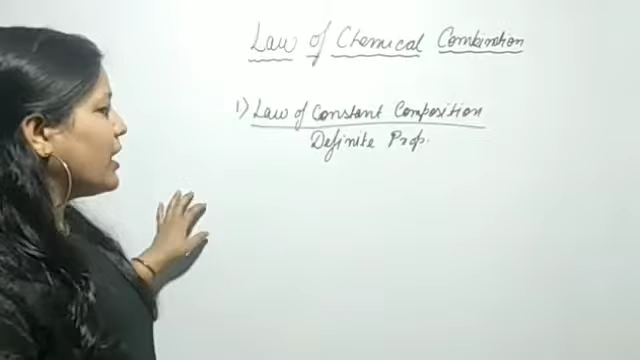 Law of Chemical Combination
1) Law of Constant Composition
Definite Prop.